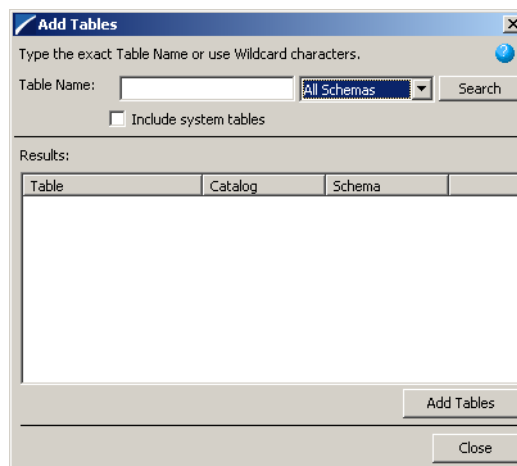 Add Tables
Type the exact Table Name or use Wildcard characters.
Table Name: All Schemas Search
Include system tables
Results:
Table Catalog Schema
Add Tables
Close